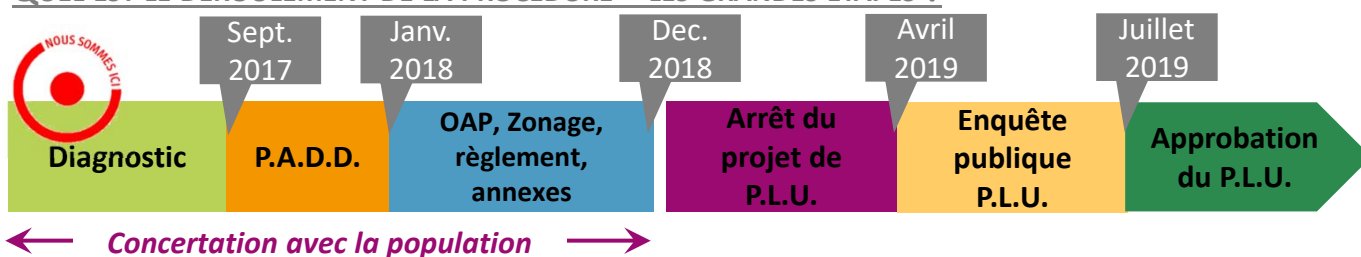 NOUS SOMMES ICI
Sept.
2017
Janv.
2018
Dec.
2018
Avril
2019
Juillet
2019
Diagnostic
P.A.D.D.
OAP, Zonage,
règlement,
annexes
Arrêt du
projet de
P.L.U.
Enquête
publique
P.L.U.
Approbation
du P.L.U.
Concertation avec la population